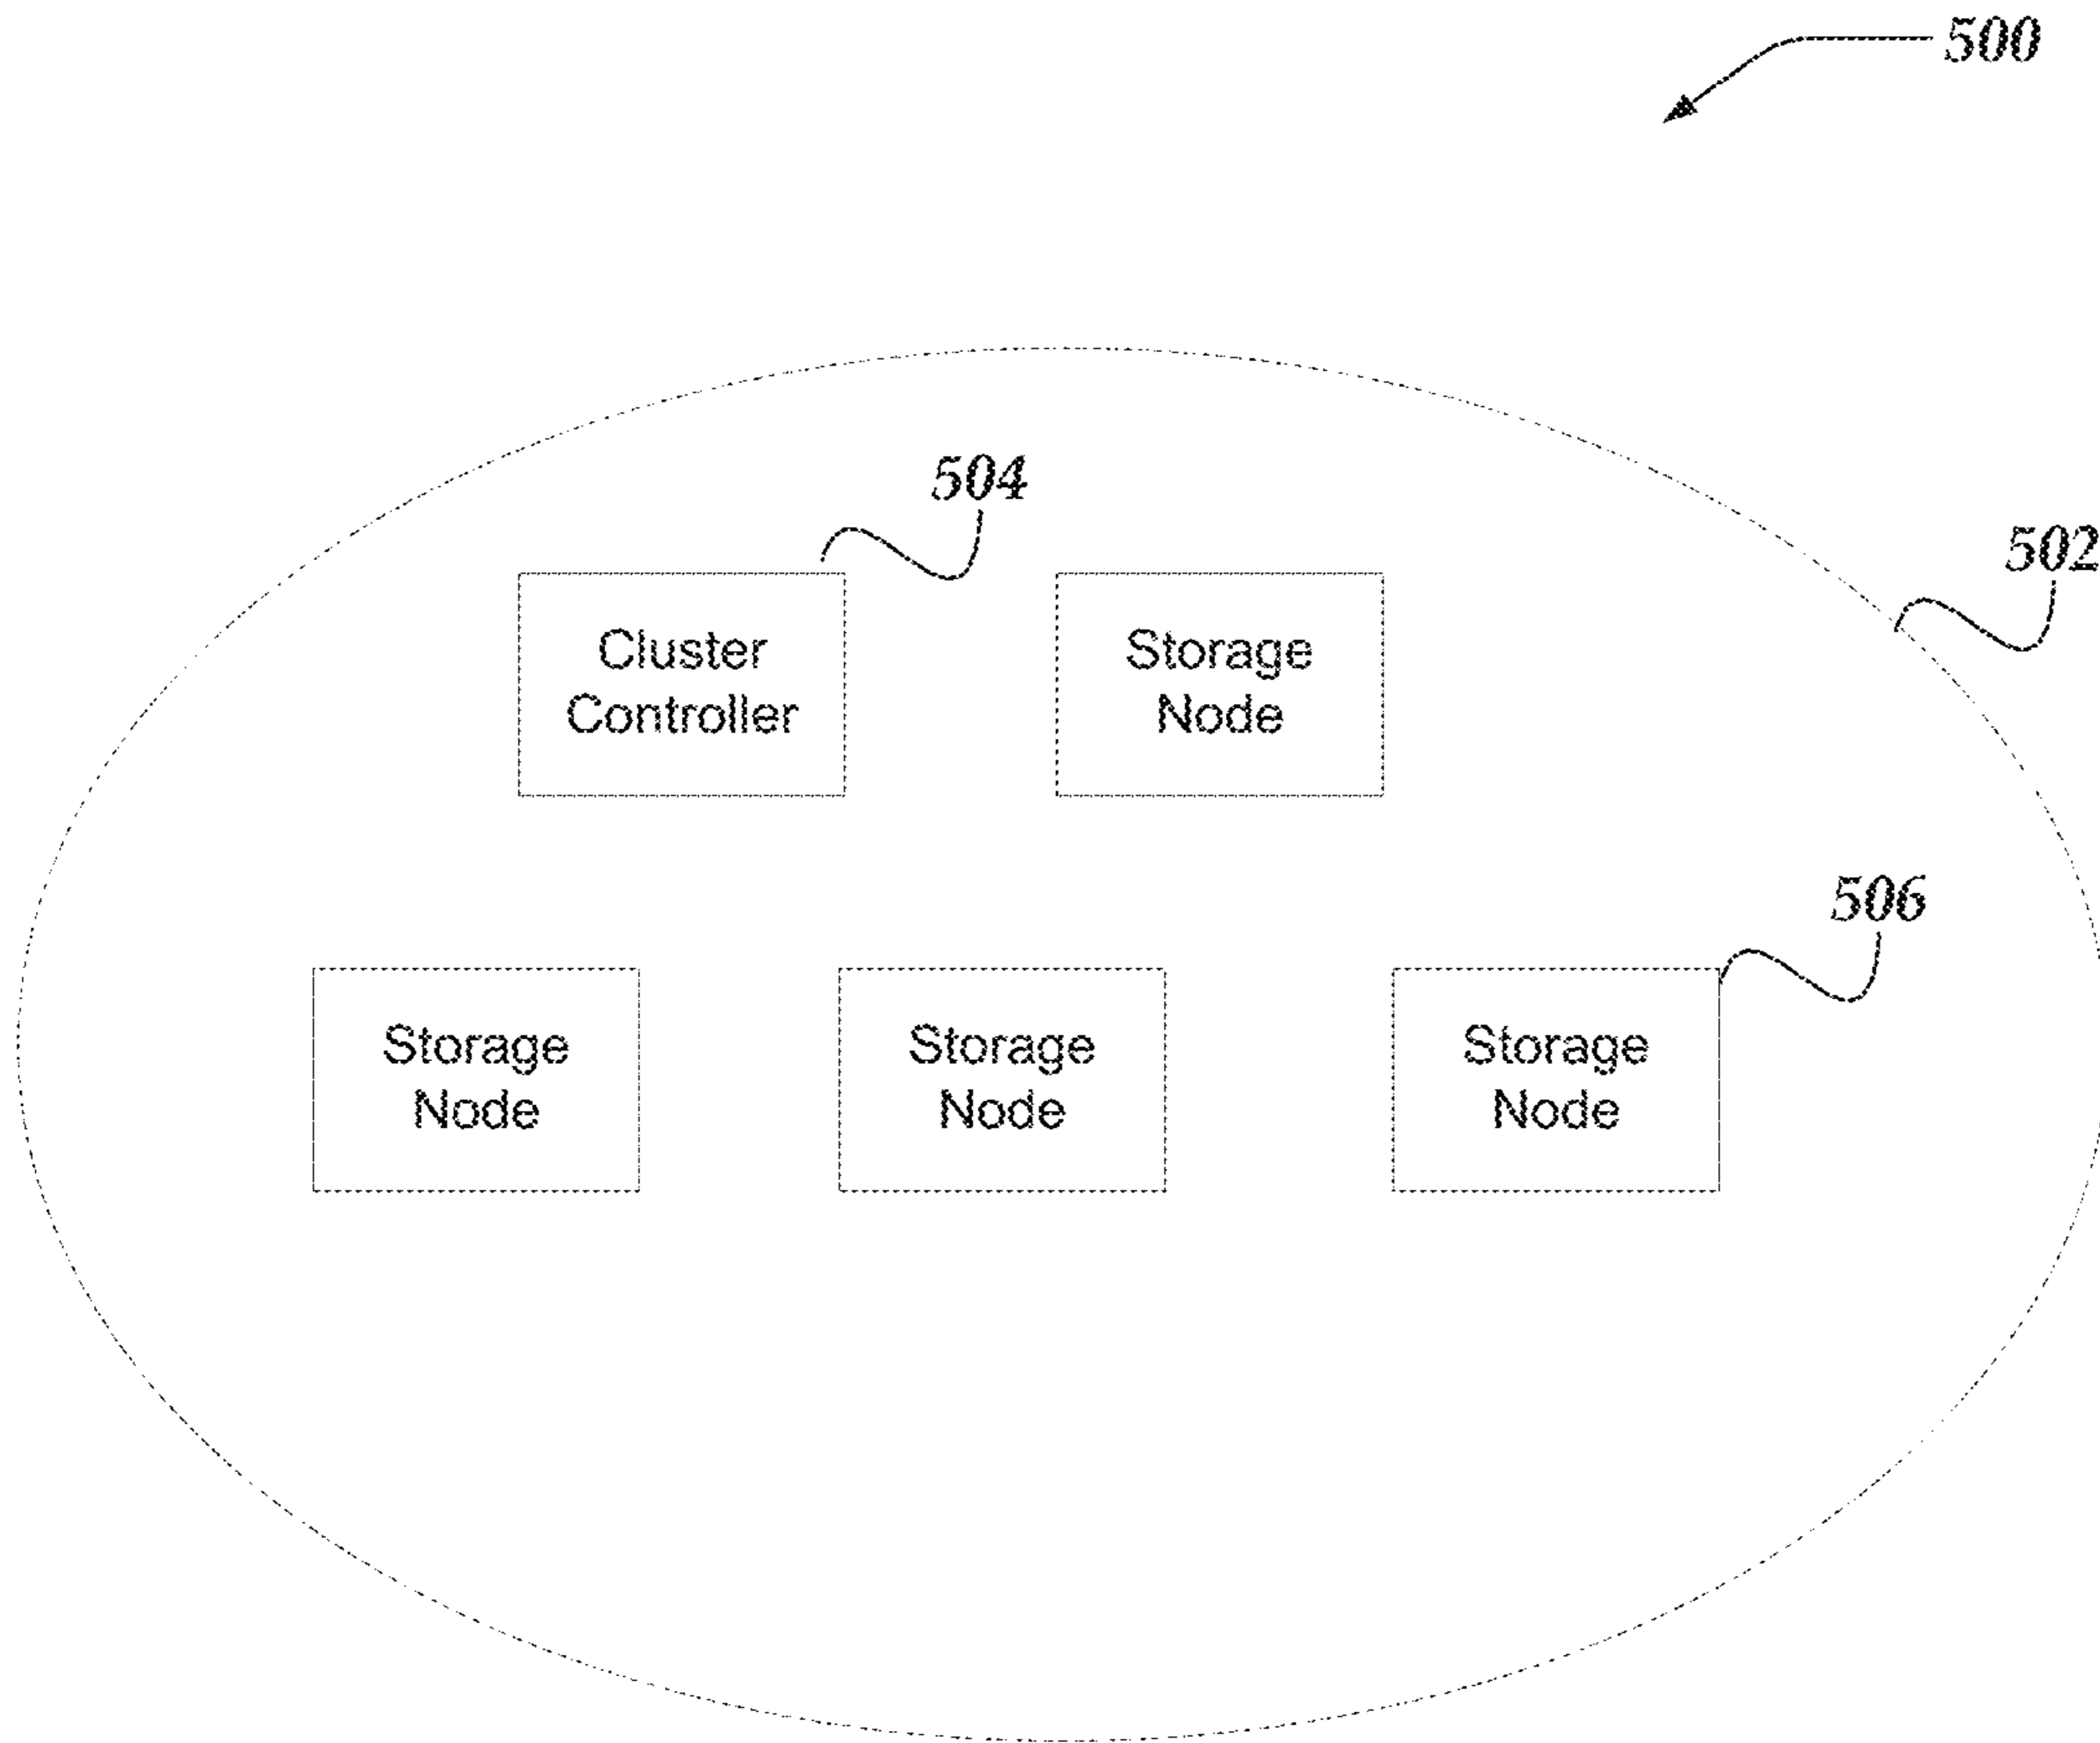 500
504
502
Cluster
Controller
Storage
Node
506
Storage
Node
Storage
Node
Storage
Node